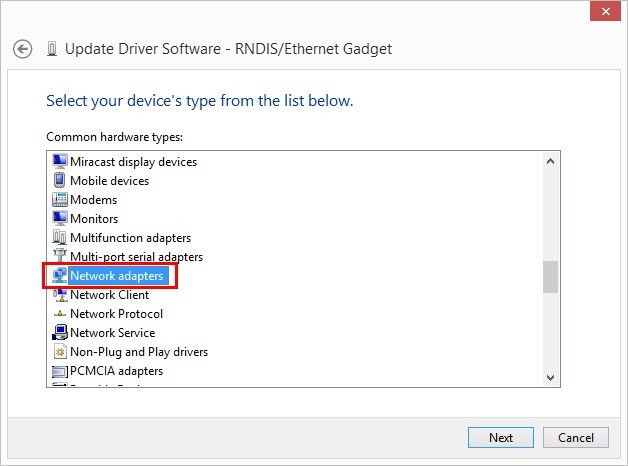 Update Driver Software - RNDIS/Ethernet Gadget
Select your device's type from the list below.
Common hardware types:
Miracast display devices
Mobile devices
Modems
Monitors
Multifunction adapters
Multi-port serial adapters
Network adapters
Network Client
Network Protocol
Network Service
Non-Plug and Play drivers
PCMCIA adapters
Next
Cancel